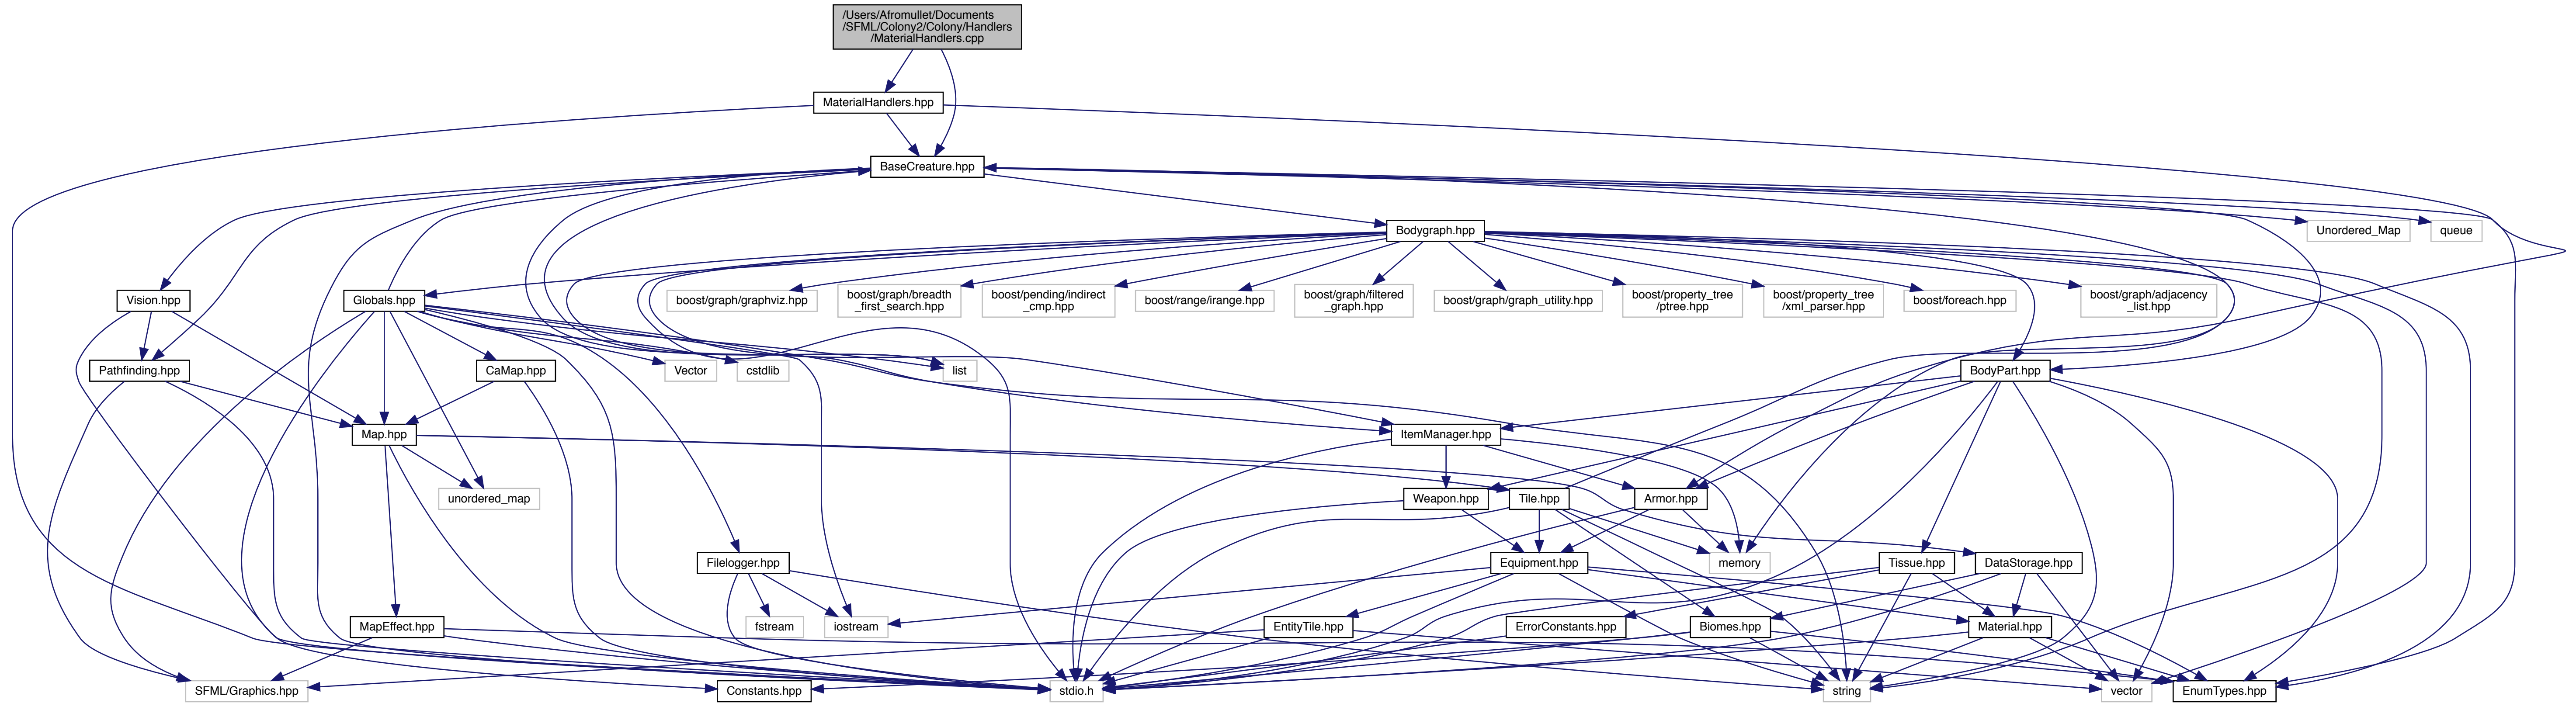 /Users/Afromullet/Documents
/SFML/Colony2/Colony/Handlers
/MaterialHandlers.cpp
MaterialHandlers.hpp
BaseCreature.hpp
Bodygraph.hpp
Unordered_Map
queue
Vision.hpp
Globals.hpp
boost/graph/graphviz.hpp
boost/graph/breadth
_first_search.hpp
boost/pending/indirect
_cmp.hpp
boost/range/irange.hpp
boost/graph/filtered
_graph.hpp
boost/graph/graph_utility.hpp
boost/property_tree
/ptree.hpp
boost/property_tree
/xml_parser.hpp
boost/foreach.hpp
boost/graph/adjacency
_list.hpp
Pathfinding.hpp
CaMap.hpp
Vector
cstdlib
list
BodyPart.hpp
Map.hpp
ItemManager.hpp
unordered_map
Weapon.hpp
Tile.hpp
Armor.hpp
Filelogger.hpp
Equipment.hpp
memory
Tissue.hpp
DataStorage.hpp
MapEffect.hpp
fstream
iostream
EntityTile.hpp
ErrorConstants.hpp
Biomes.hpp
Material.hpp
SFML/Graphics.hpp
Constants.hpp
stdio.h
string
vector
EnumTypes.hpp